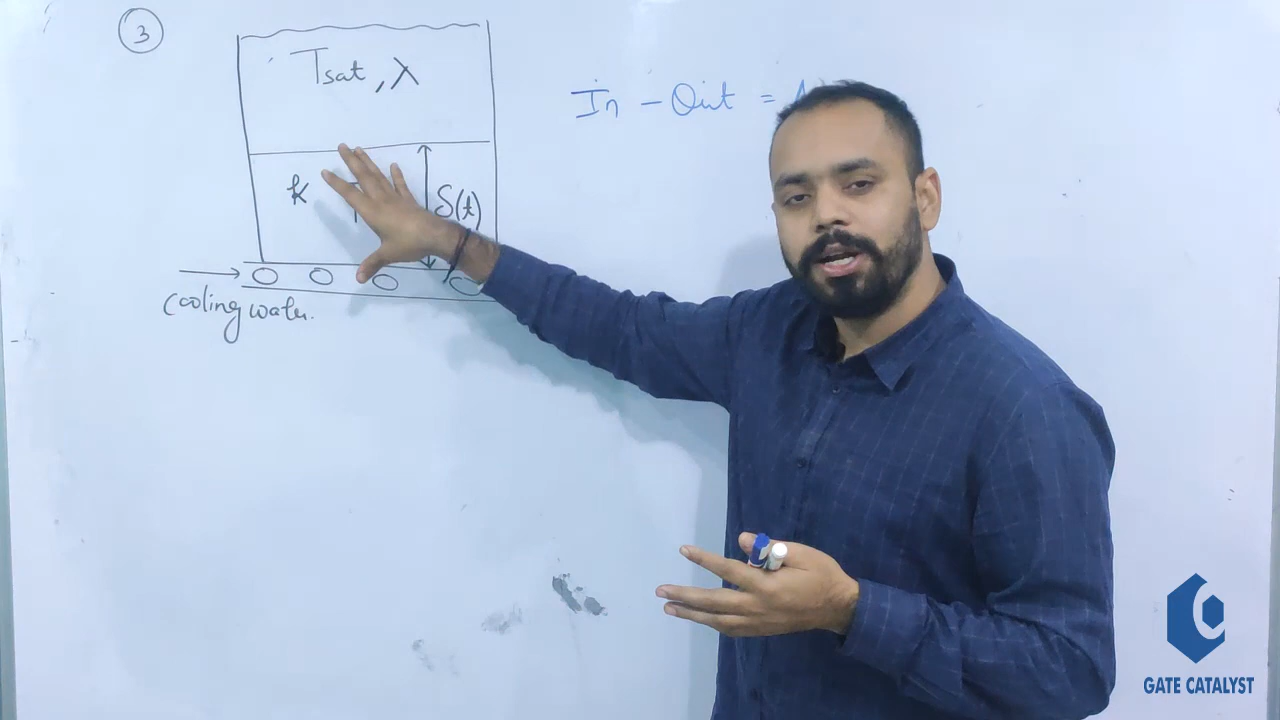 3
Tsat, λ
In - Out =
k
δ(t)
cooling water.
GATE CATALYST